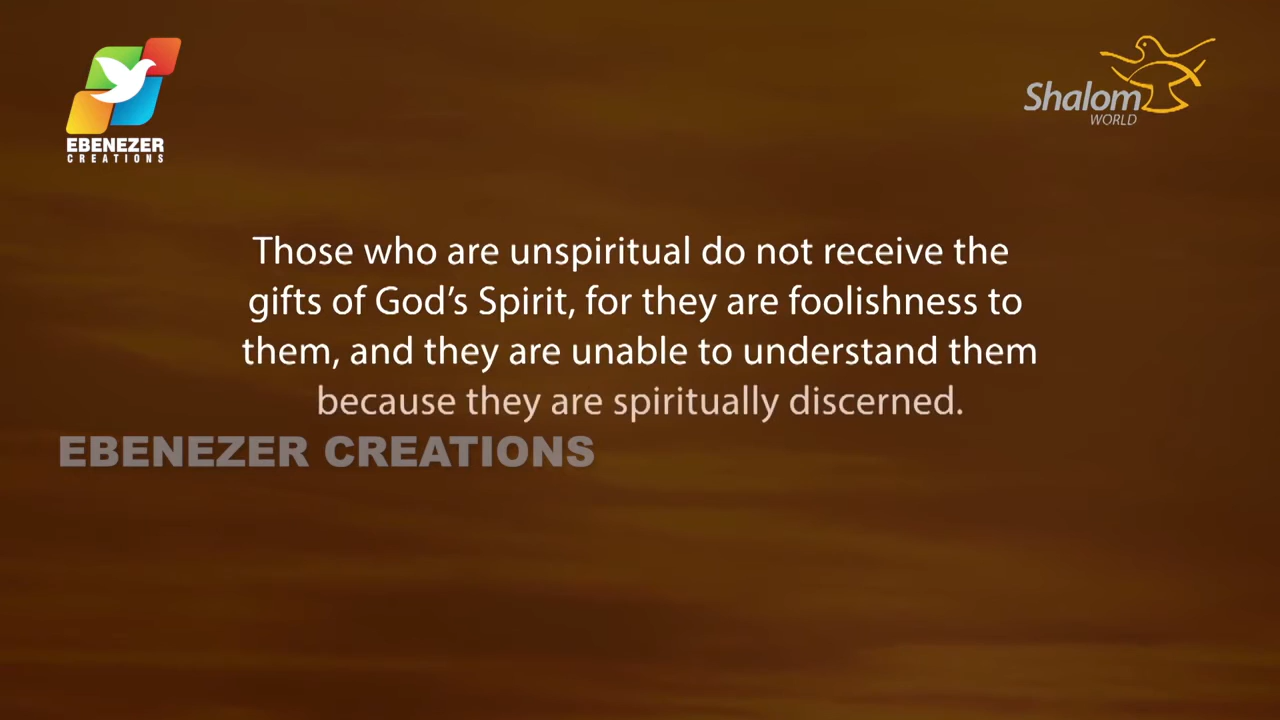 EBENEZER
CREATIONS
Shalom
WORLD
Those who are unspiritual do not receive the
gifts of God’s Spirit, for they are foolishness to
them, and they are unable to understand them
because they are spiritually discerned.
EBENEZER CREATIONS